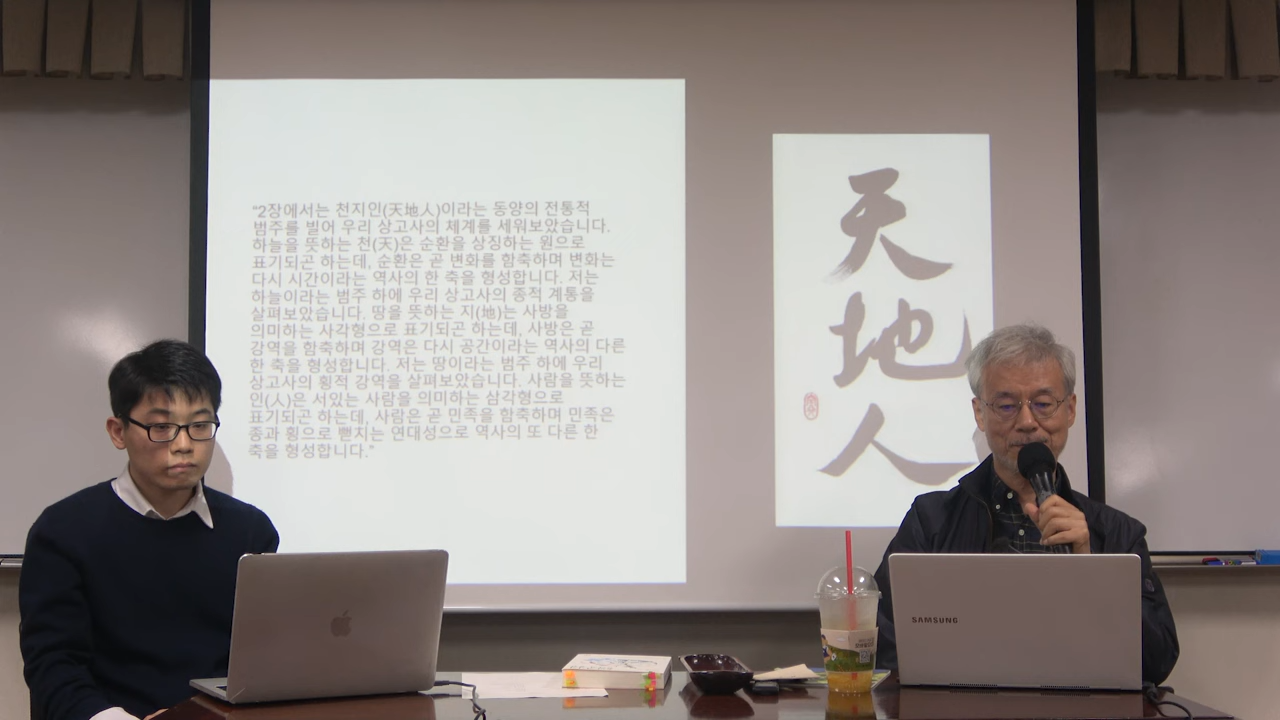 “2장에서는 천지인(天地人)이라는 동양의 전통적
범주를 빌어 우리 상고사의 체계를 세워보았습니다.
하늘을 뜻하는 천(天)은 순환을 상징하는 원으로
표기되곤 하는데, 순환은 곧 변화를 함축하며 변화는
다시 시간이라는 역사의 한 축을 형성합니다. 저는
하늘이라는 범주 하에 우리 상고사의 종적 계통을
살펴보았습니다. 땅을 뜻하는 지(地)는 사방을
의미하는 사각형으로 표기되곤 하는데, 사방은 곧
강역을 함축하며 강역은 다시 공간이라는 역사의 다른
한 축을 형성합니다. 저는 땅이라는 범주 하에 우리
상고사의 횡적 강역을 살펴보았습니다. 사람을 뜻하는
인(人)은 서있는 사람을 의미하는 삼각형으로
표기되곤 하는데, 사람은 곧 민족을 함축하며 민족은
종과 횡으로 뻗치는 연대성으로 역사의 또 다른 한
축을 형성합니다.”
天
地
人
SAMSUNG